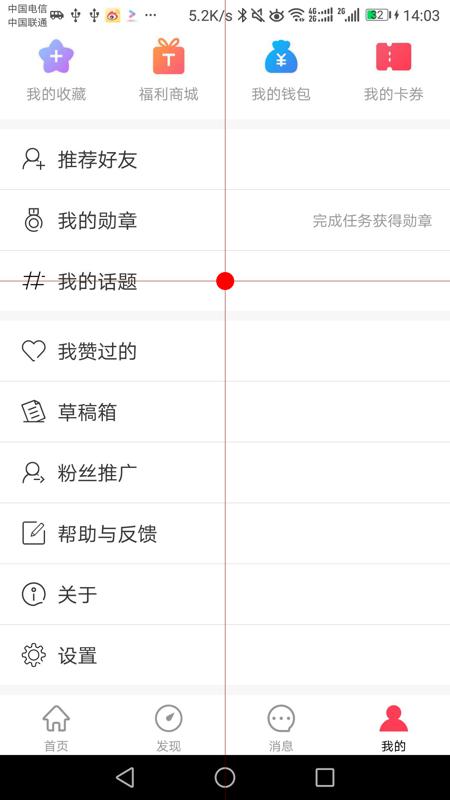 中国电信
中国联通
5.2K/s
4G 4G 2G
2G
32
14:03
我的收藏 福利商城 我的钱包 我的卡券
推荐好友
我的勋章 完成任务获得勋章
我的话题
我赞过的
草稿箱
粉丝推广
帮助与反馈
关于
设置
首页 发现 消息 我的